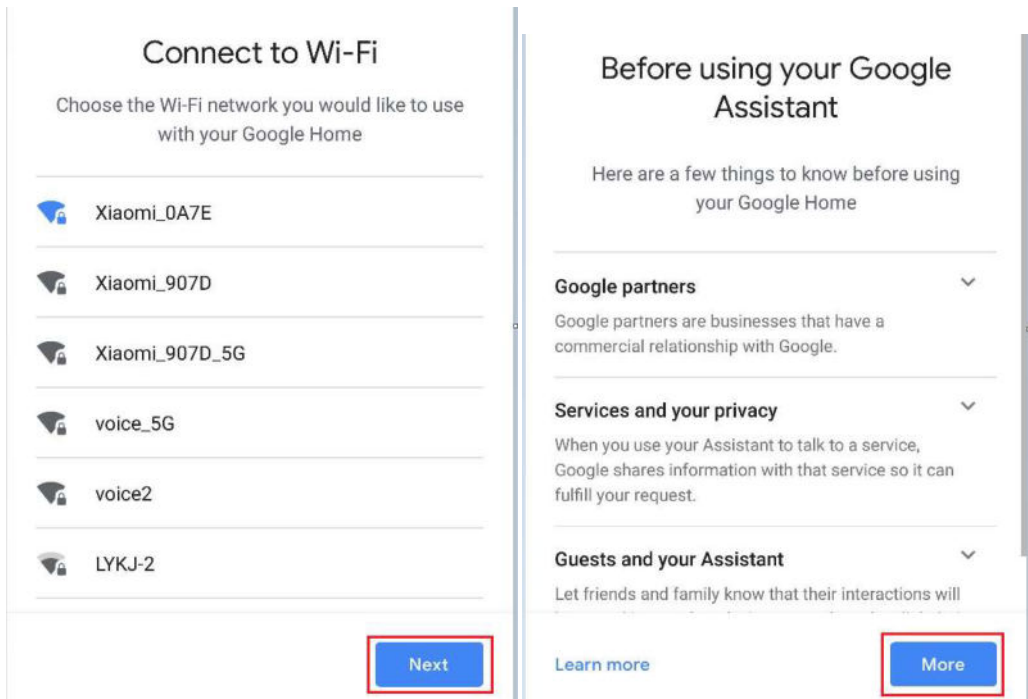 Connect to Wi-Fi
Choose the Wi-Fi network you would like to use
with your Google Home
Xiaomi_0A7E
Xiaomi_907D
Xiaomi_907D_5G
voice_5G
voice2
LYKJ-2
Next
Before using your Google
Assistant
Here are a few things to know before using
your Google Home
Google partners
Google partners are businesses that have a
commercial relationship with Google.
Services and your privacy
When you use your Assistant to talk to a service,
Google shares information with that service so it can
fulfill your request.
Guests and your Assistant
Let friends and family know that their interactions will
Learn more
More